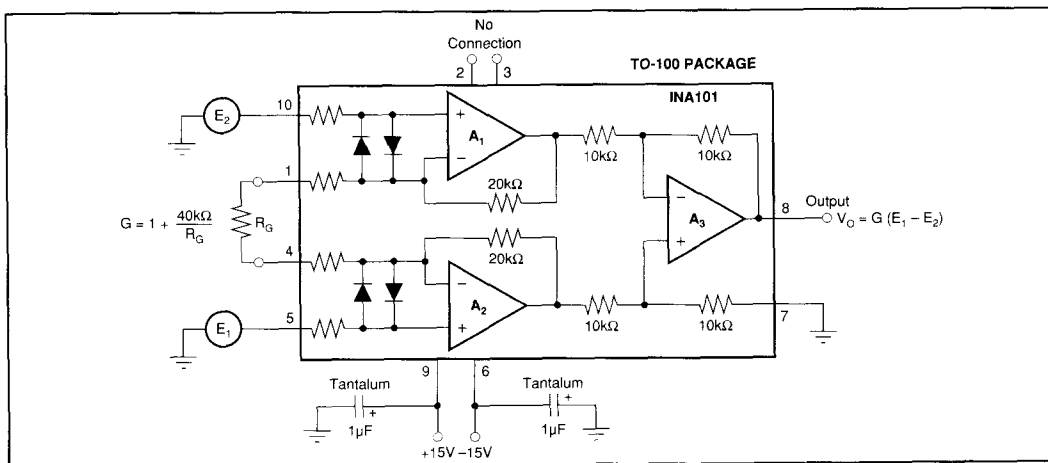 No
Connection
2 3
TO-100 PACKAGE
INA101
10
E2
A1
+
−
10kΩ
10kΩ
1
20kΩ
G = 1 + 40kΩ
RG
RG
A3
−
+
8
Output
VO = G (E1 − E2)
4
20kΩ
A2
−
+
10kΩ
10kΩ
7
5
E1
9 6
Tantalum
+
1µF
Tantalum
+
1µF
+15V −15V